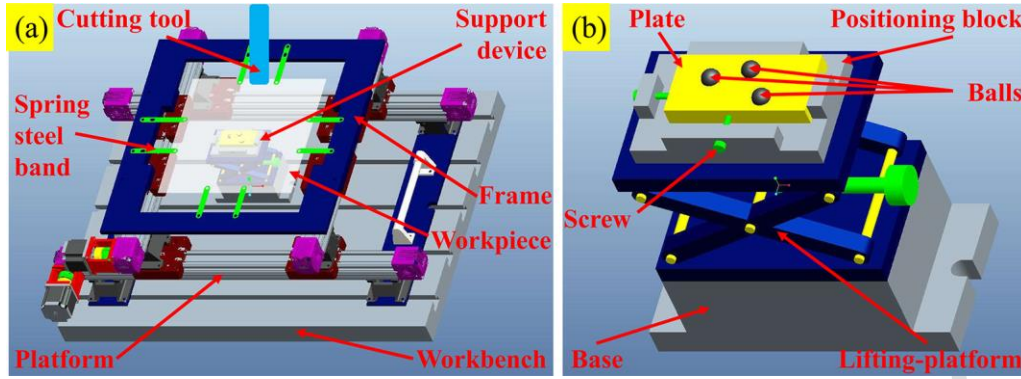 (a)
Cutting tool
Support
device
Spring
steel
band
Frame
Workpiece
Platform
Workbench
(b)
Plate
Positioning block
Balls
Screw
Base
Lifting-platform